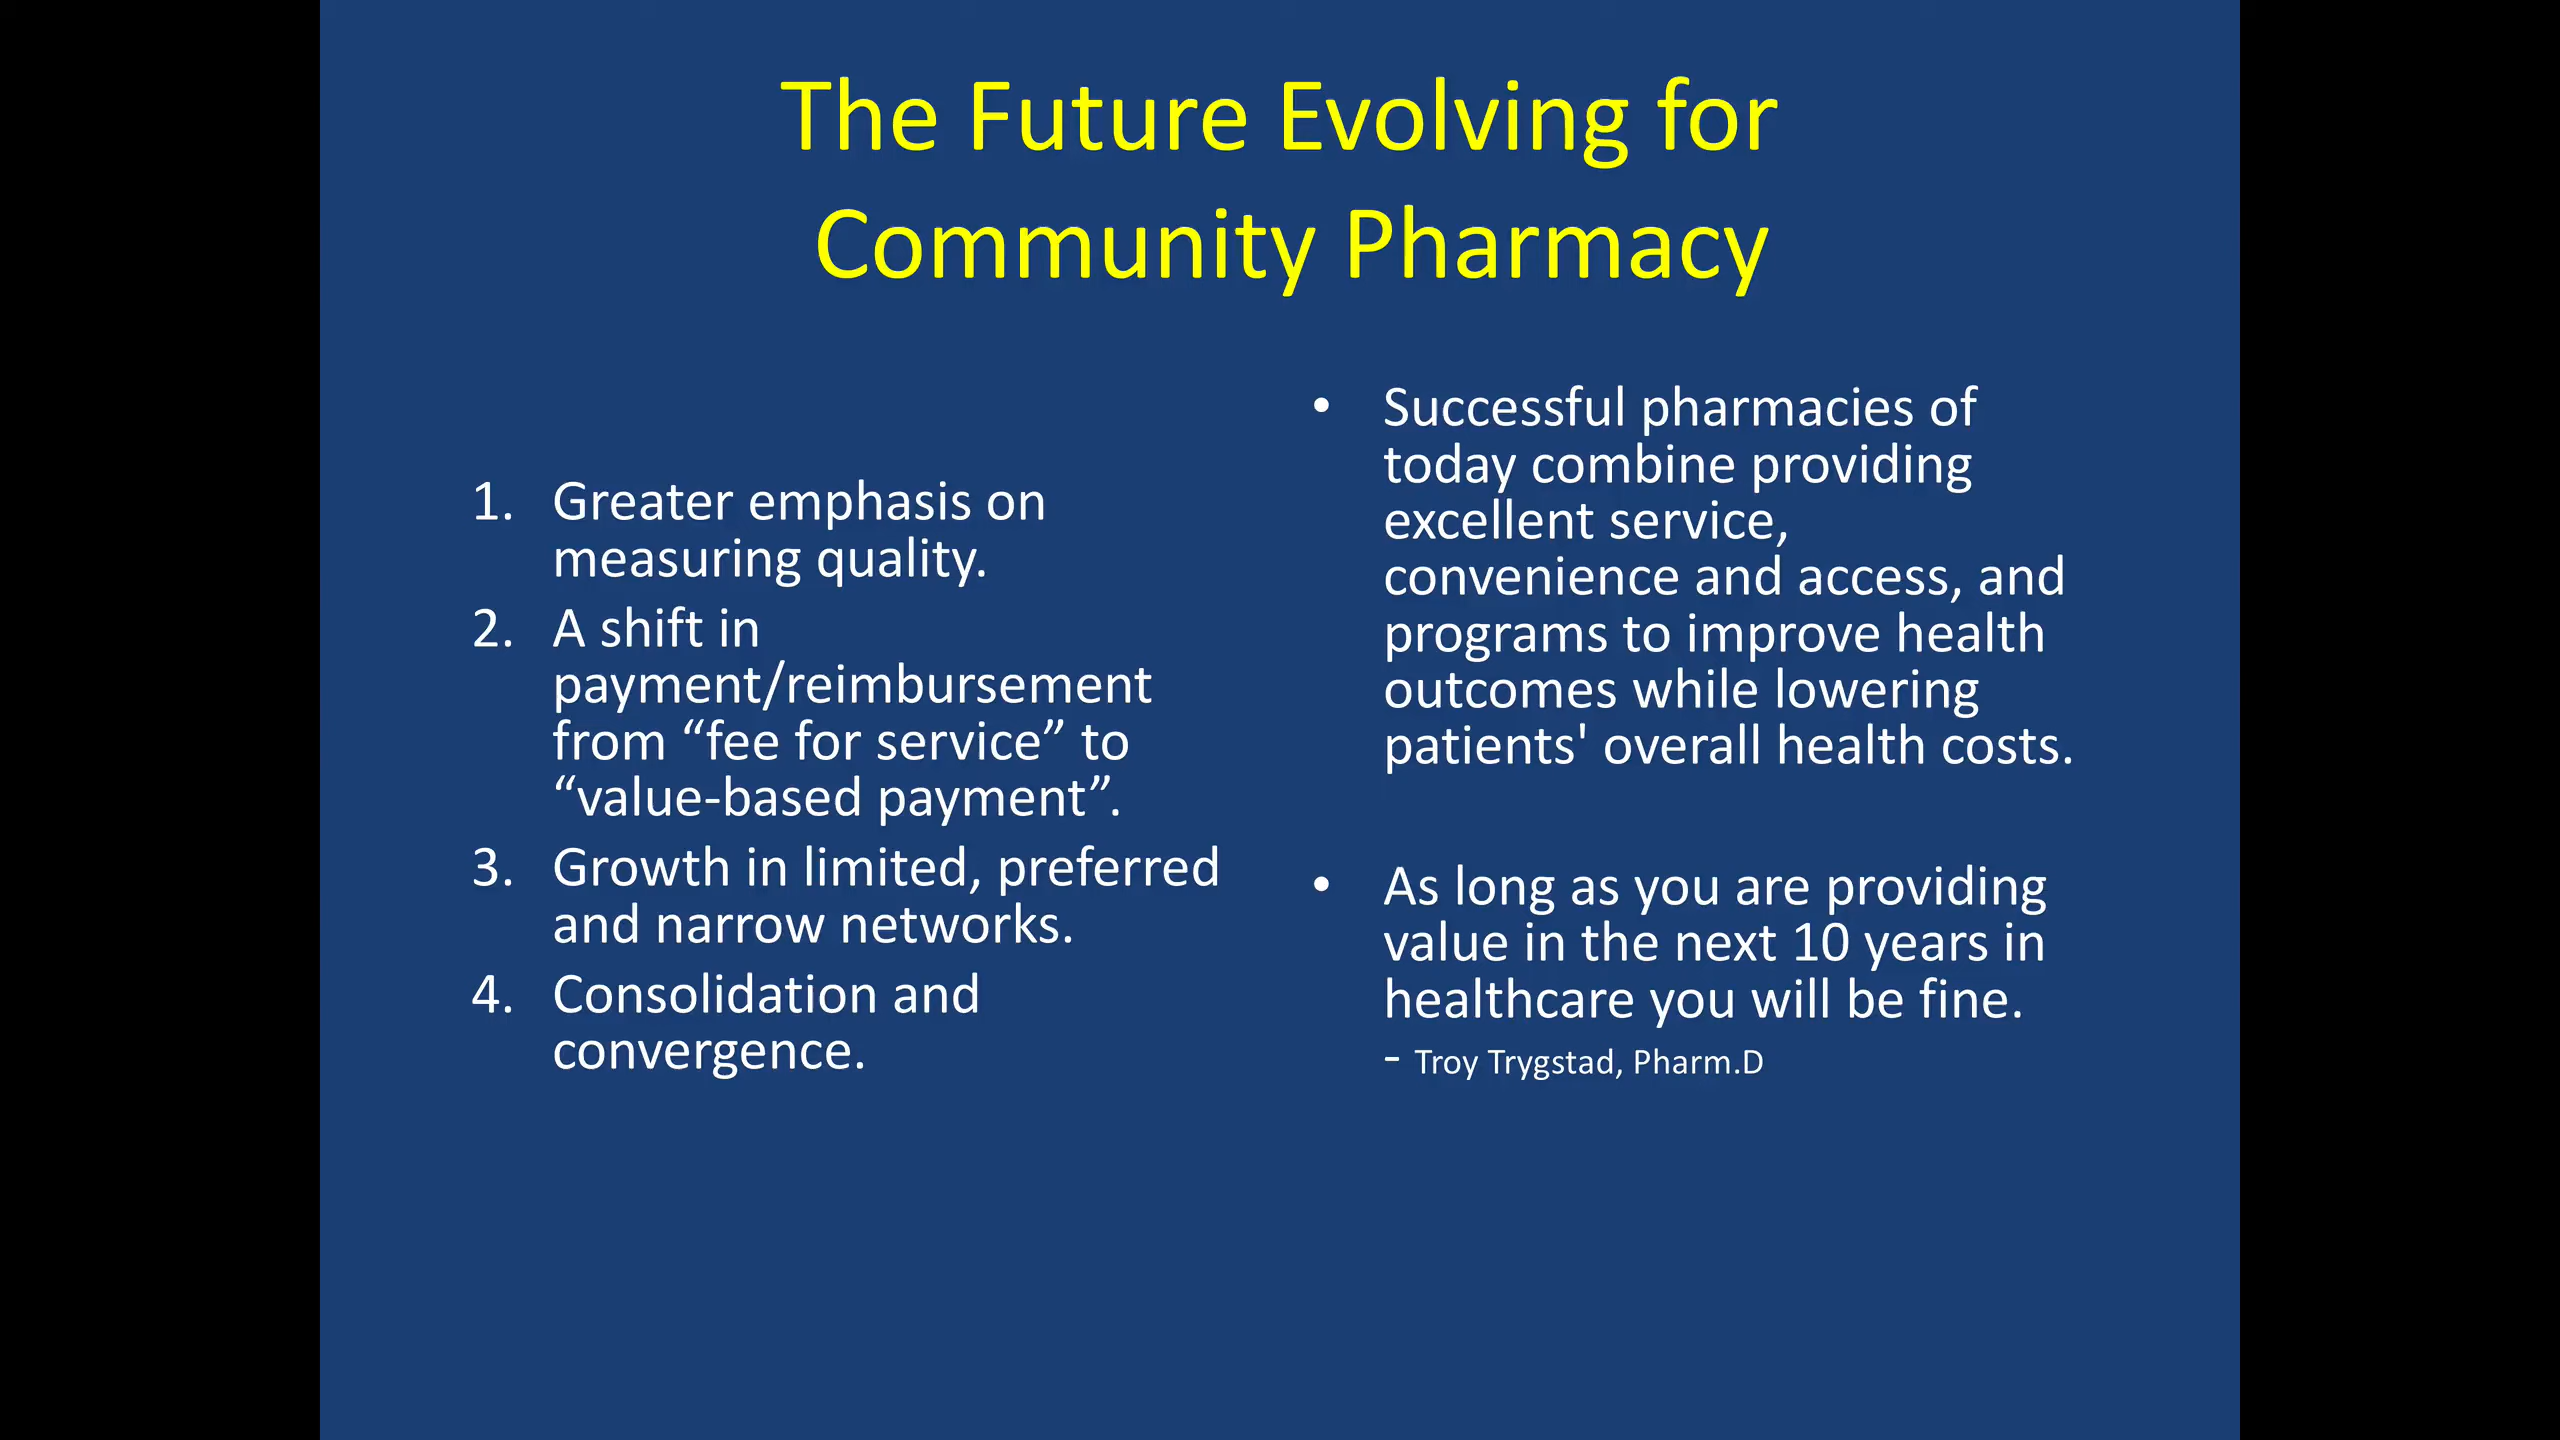 The Future Evolving for
Community Pharmacy
1. Greater emphasis on
measuring quality.
2. A shift in
payment/reimbursement
from “fee for service” to
“value-based payment”.
3. Growth in limited, preferred
and narrow networks.
4. Consolidation and
convergence.
• Successful pharmacies of
today combine providing
excellent service,
convenience and access, and
programs to improve health
outcomes while lowering
patients' overall health costs.
• As long as you are providing
value in the next 10 years in
healthcare you will be fine.
- Troy Trygstad, Pharm.D